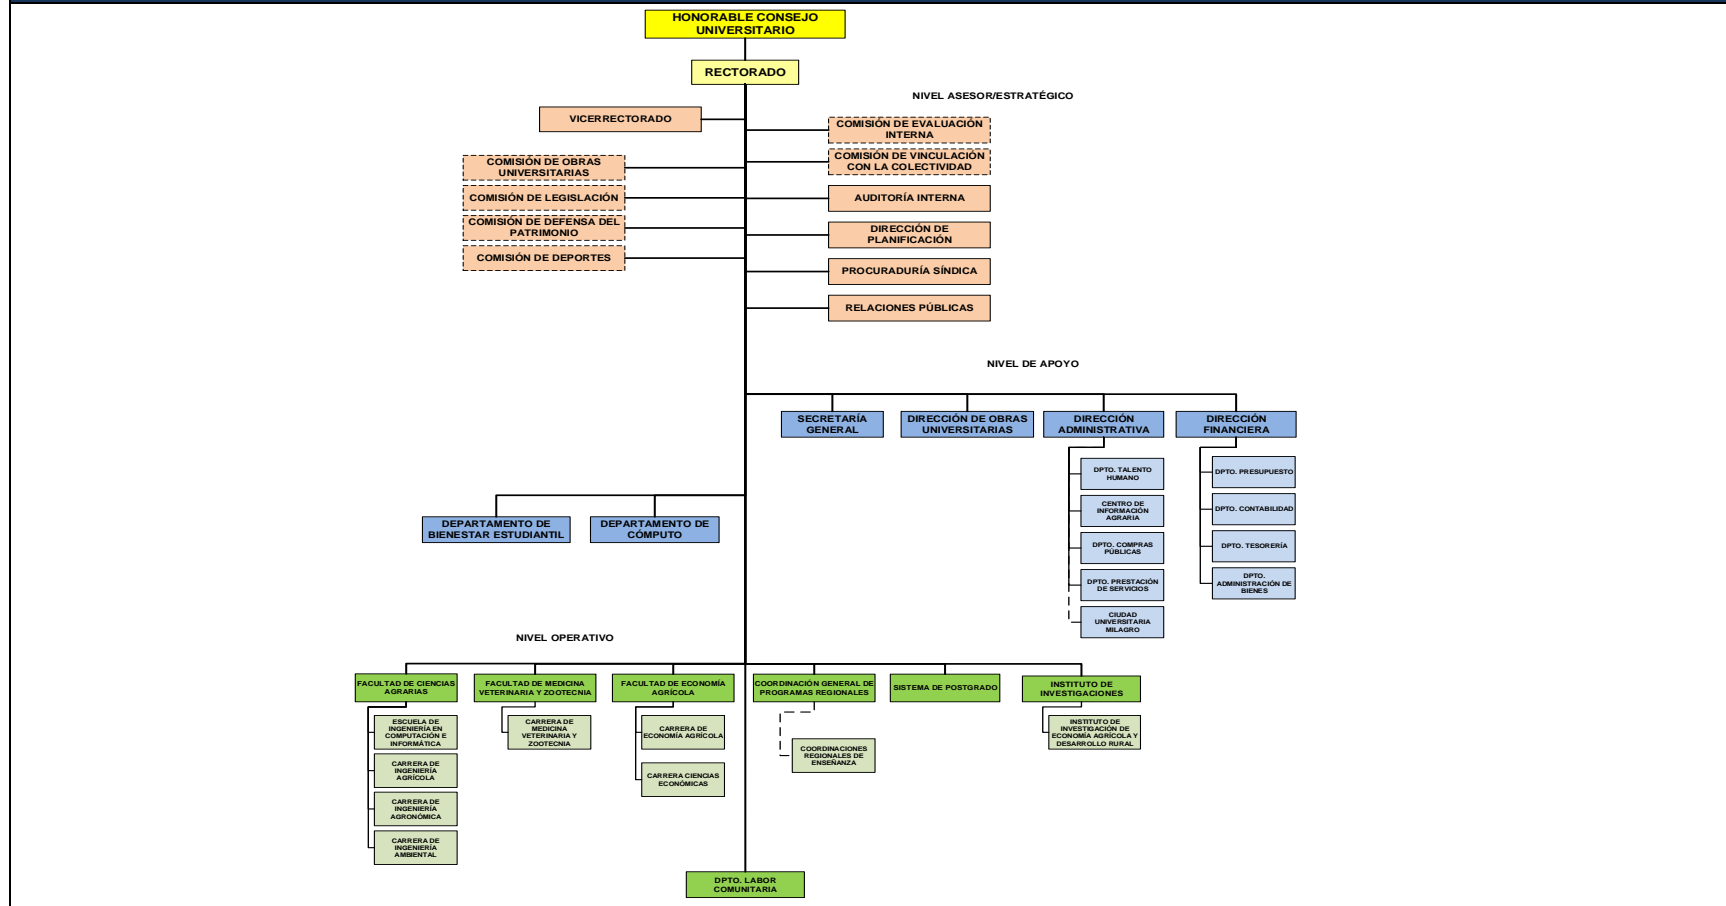 HONORABLE CONSEJO
UNIVERSITARIO
RECTORADO
NIVEL ASESOR/ESTRATÉGICO
VICERRECTORADO
COMISIÓN DE OBRAS
UNIVERSITARIAS
COMISIÓN DE LEGISLACIÓN
COMISIÓN DE DEFENSA DEL
PATRIMONIO
COMISIÓN DE DEPORTES
COMISIÓN DE EVALUACIÓN
INTERNA
COMISIÓN DE VINCULACIÓN
CON LA COLECTIVIDAD
AUDITORÍA INTERNA
DIRECCIÓN DE
PLANIFICACIÓN
PROCURADURÍA SÍNDICA
RELACIONES PÚBLICAS
NIVEL DE APOYO
SECRETARÍA
GENERAL
DIRECCIÓN DE OBRAS
UNIVERSITARIAS
DIRECCIÓN
ADMINISTRATIVA
DIRECCIÓN
FINANCIERA
DPTO. TALENTO
HUMANO
CENTRO DE
INFORMACIÓN
AGRARIA
DPTO. COMPRAS
PÚBLICAS
DPTO. PRESTACIÓN
DE SERVICIOS
CIUDAD
UNIVERSITARIA
MILAGRO
DPTO. PRESUPUESTO
DPTO. CONTABILIDAD
DPTO. TESORERÍA
DPTO.
ADMINISTRACIÓN DE
BIENES
DEPARTAMENTO DE
BIENESTAR ESTUDIANTIL
DEPARTAMENTO DE
CÓMPUTO
NIVEL OPERATIVO
FACULTAD DE CIENCIAS
AGRARIAS
ESCUELA DE
INGENIERÍA EN
COMPUTACIÓN E
INFORMÁTICA
CARRERA DE
INGENIERÍA
AGRÍCOLA
CARRERA DE
INGENIERÍA
AGRONÓMICA
CARRERA DE
INGENIERÍA
AMBIENTAL
FACULTAD DE MEDICINA
VETERINARIA Y ZOOTECNIA
CARRERA DE
MEDICINA
VETERINARIA Y
ZOOTECNIA
FACULTAD DE ECONOMÍA
AGRÍCOLA
CARRERA DE
ECONOMÍA AGRÍCOLA
CARRERA CIENCIAS
ECONÓMICAS
COORDINACIÓN GENERAL DE
PROGRAMAS REGIONALES
COORDINACIONES
REGIONALES DE
ENSEÑANZA
SISTEMA DE POSTGRADO
INSTITUTO DE
INVESTIGACIONES
INSTITUTO DE
INVESTIGACIÓN DE
ECONOMÍA AGRÍCOLA Y
DESARROLLO RURAL
DPTO. LABOR
COMUNITARIA